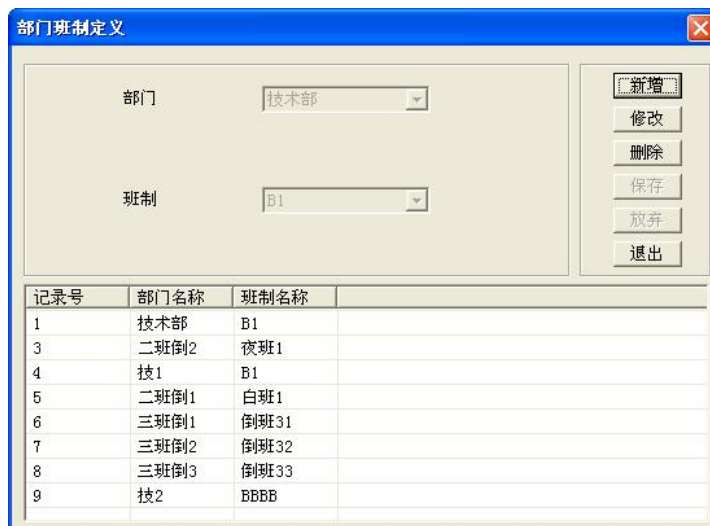 部门班制定义
部门 技术部
班制 B1
新增
修改
删除
保存
放弃
退出
记录号 部门名称 班制名称
1 技术部 B1
3 二班倒2 夜班1
4 技1 B1
5 二班倒1 白班1
6 三班倒1 倒班31
7 三班倒2 倒班32
8 三班倒3 倒班33
9 技2 BBBB